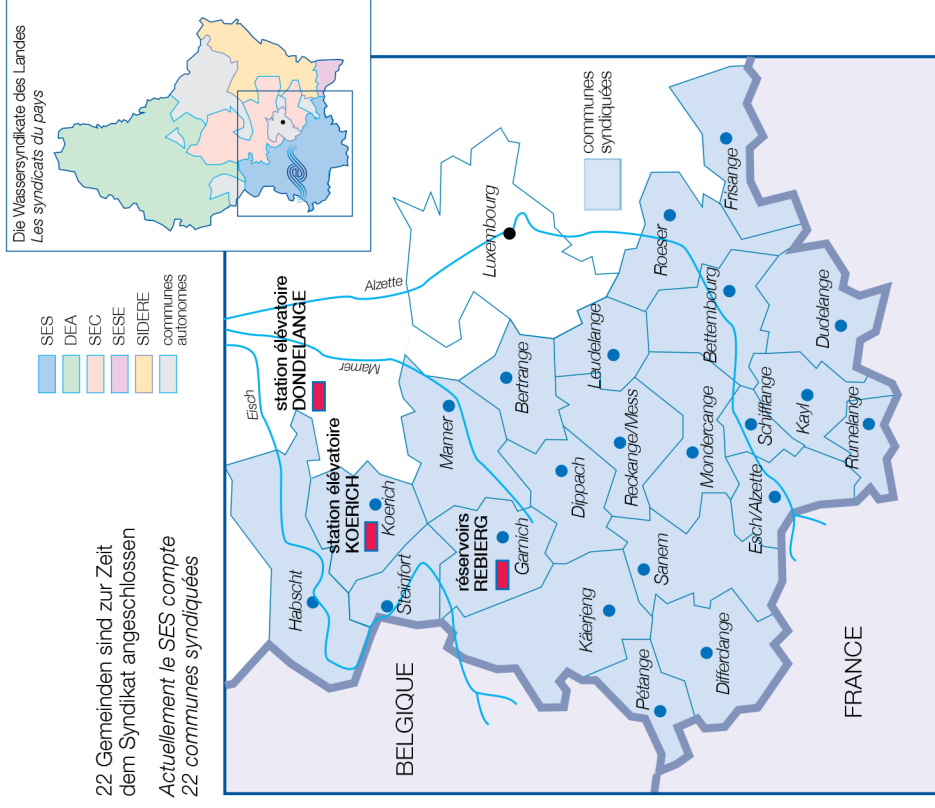 22 Gemeinden sind zur Zeit
dem Syndikat angeschlossen
Actuellement le SES compte
22 communes syndiquées
SES
DEA
SEC
SESE
SIDERE
communes
autonomes
Die Wassersyndikate des Landes
Les syndicats du pays
communes
syndiquées
BELGIQUE
FRANCE
Eisch
Mamer
Alzette
station élévatoire
DONDELANGE
station élévatoire
KOERICH
réservoirs
REBIERG
Habscht
Steinfort
Koerich
Garnich
Mamer
Bertrange
Luxembourg
Dippach
Leudelange
Reckange/Mess
Käerjeng
Pétange
Differdange
Sanem
Mondercange
Esch/Alzette
Schifflange
Bettembourg
Roeser
Frisange
Kayl
Rumelange
Dudelange